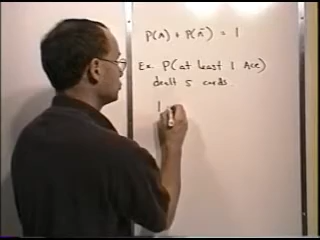 P(A) + P(Ā) = 1
Ex. P(at least 1 Ace)
dealt 5 cards.
1